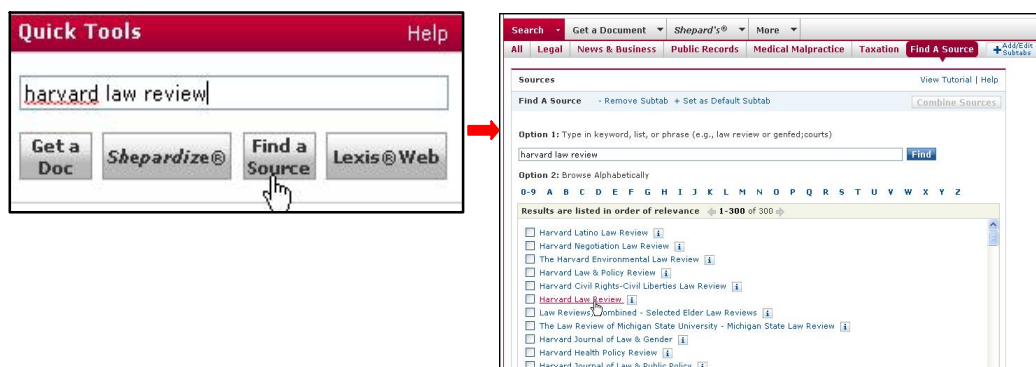 Quick Tools Help
harvard law review
Get a Doc
Shepardize®
Find a Source
Lexis®Web
Search Get a Document Shepard's® More
All Legal News & Business Public Records Medical Malpractice Taxation Find A Source +Add/Edit Subtabs
Sources View Tutorial | Help
Find A Source - Remove Subtab + Set as Default Subtab Combine Sources
Option 1: Type in keyword, list, or phrase (e.g., law review or genfed;courts)
harvard law review Find
Option 2: Browse Alphabetically
0-9 A B C D E F G H I J K L M N O P Q R S T U V W X Y Z
Results are listed in order of relevance 1-300 of 300
Harvard Latino Law Review i
Harvard Negotiation Law Review i
The Harvard Environmental Law Review i
Harvard Law & Policy Review i
Harvard Civil Rights-Civil Liberties Law Review i
Harvard Law Review i
Law Reviews, Combined - Selected Elder Law Reviews i
The Law Review of Michigan State University - Michigan State Law Review i
Harvard Journal of Law & Gender i
Harvard Health Policy Review i
Harvard Journal of Law & Public Policy i